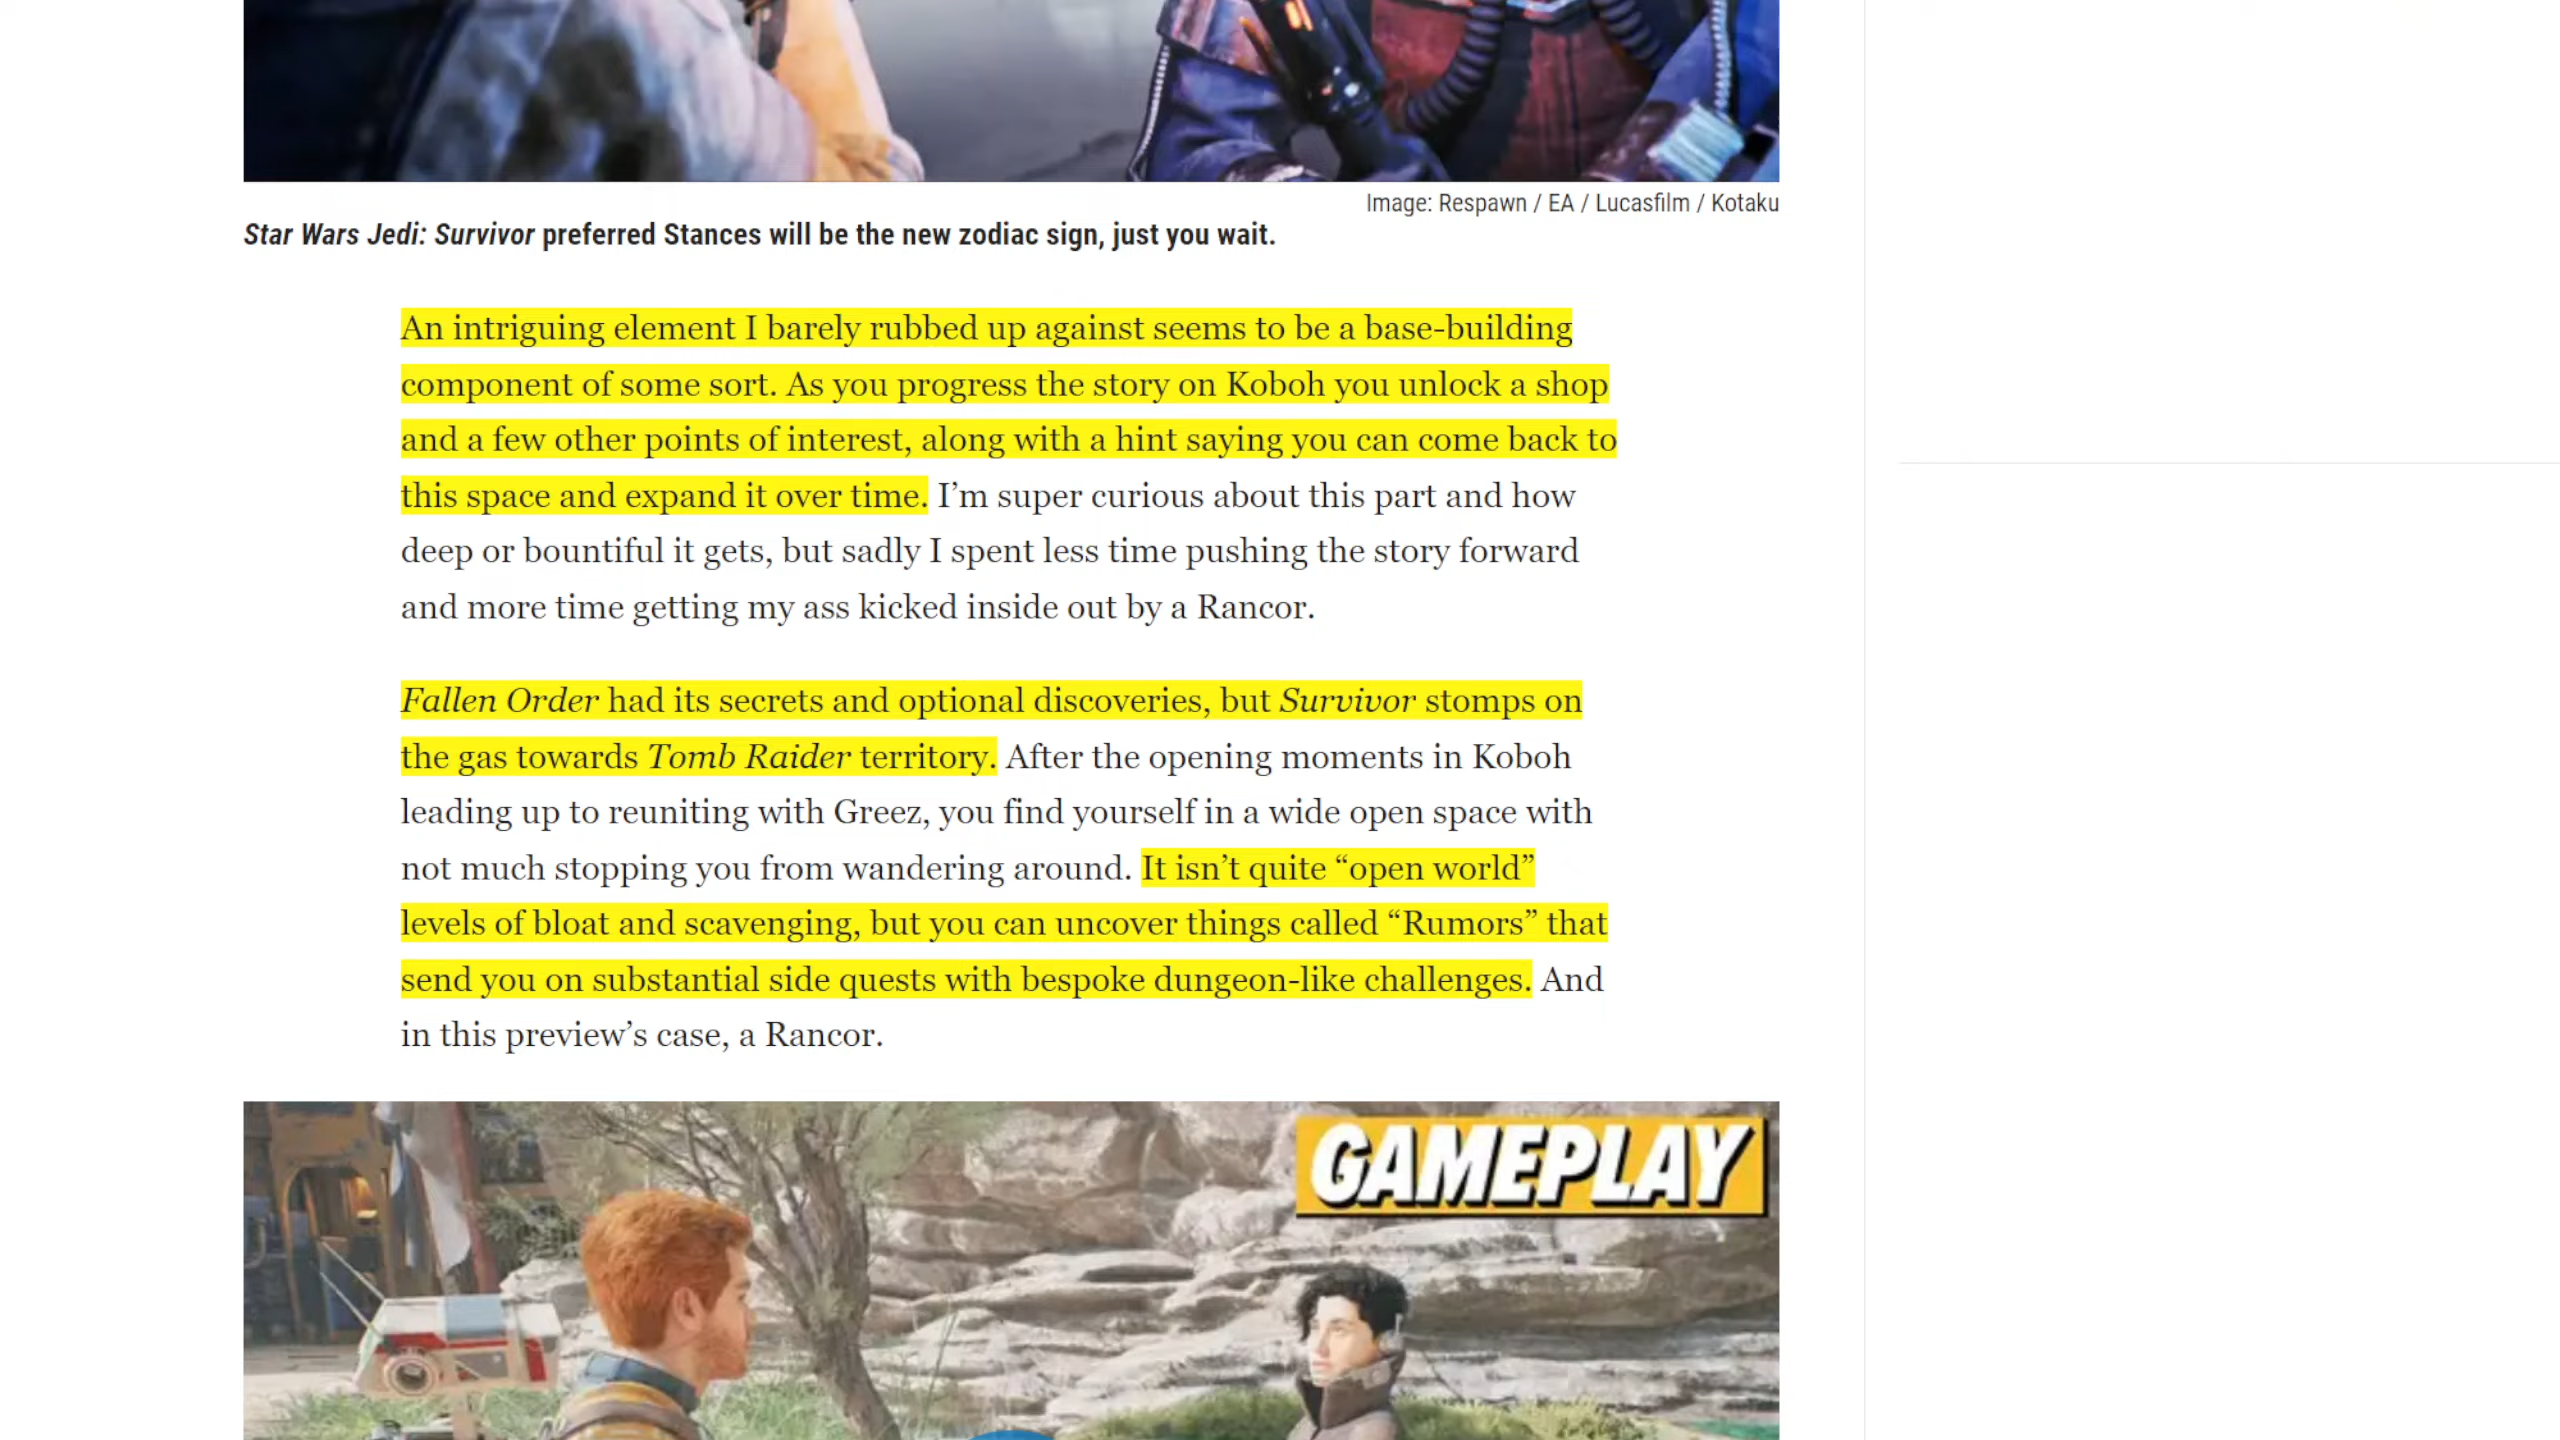 Image: Respawn / EA / Lucasfilm / Kotaku
Star Wars Jedi: Survivor preferred Stances will be the new zodiac sign, just you wait.
An intriguing element I barely rubbed up against seems to be a base-building
component of some sort. As you progress the story on Koboh you unlock a shop
and a few other points of interest, along with a hint saying you can come back to
this space and expand it over time. I’m super curious about this part and how
deep or bountiful it gets, but sadly I spent less time pushing the story forward
and more time getting my ass kicked inside out by a Rancor.
Fallen Order had its secrets and optional discoveries, but Survivor stomps on
the gas towards Tomb Raider territory. After the opening moments in Koboh
leading up to reuniting with Greez, you find yourself in a wide open space with
not much stopping you from wandering around. It isn’t quite “open world”
levels of bloat and scavenging, but you can uncover things called “Rumors” that
send you on substantial side quests with bespoke dungeon-like challenges. And
in this preview’s case, a Rancor.
GAMEPLAY